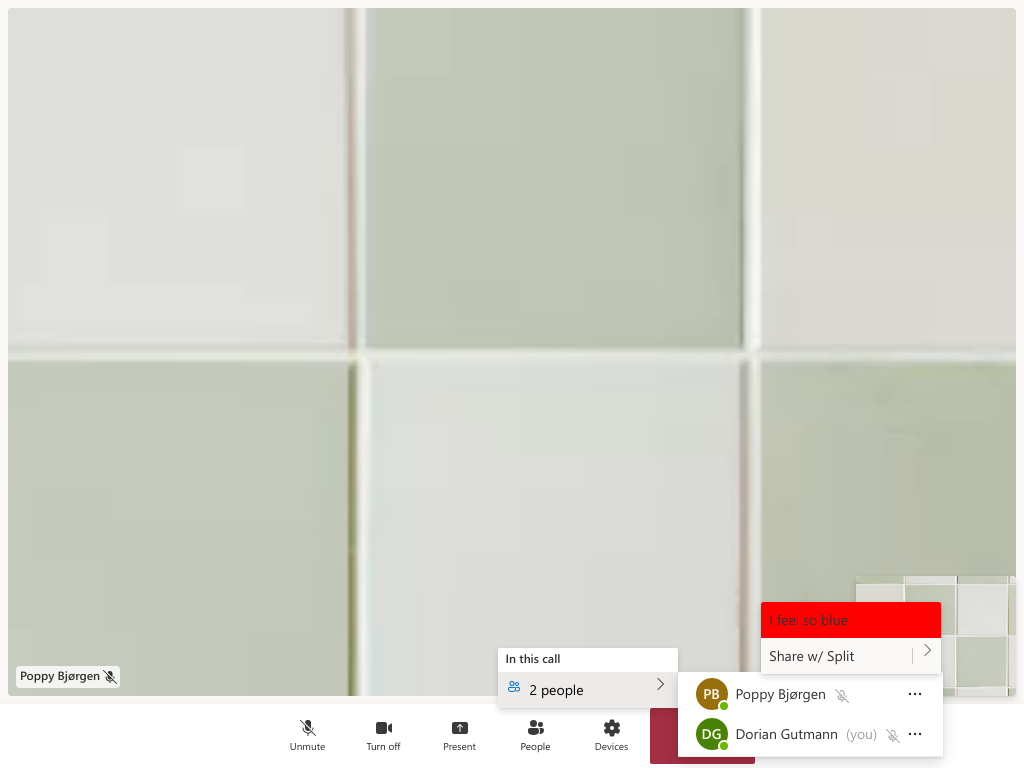 I feel so blue
Share w/ Split
In this call
2 people
PB Poppy Bjørgen
DG Dorian Gutmann (you)
Poppy Bjørgen
Unmute
Turn off
Present
People
Devices